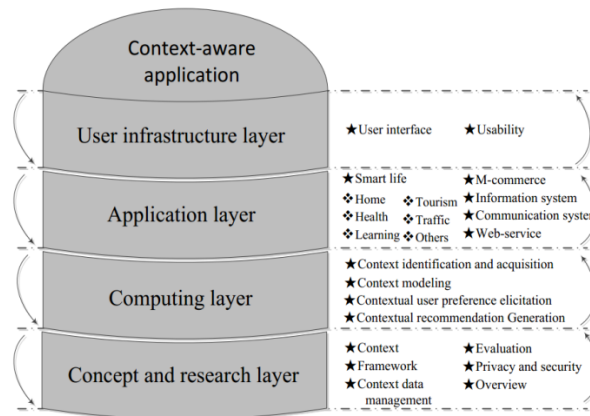 Context-aware
application
User infrastructure layer
★User interface
★Usability
Application layer
★Smart life
❖Home
❖Health
❖Learning
❖Tourism
❖Traffic
❖Others
★M-commerce
★Information system
★Communication system
★Web-service
Computing layer
★Context identification and acquisition
★Context modeling
★Contextual user preference elicitation
★Contextual recommendation Generation
Concept and research layer
★Context
★Framework
★Context data
management
★Evaluation
★Privacy and security
★Overview